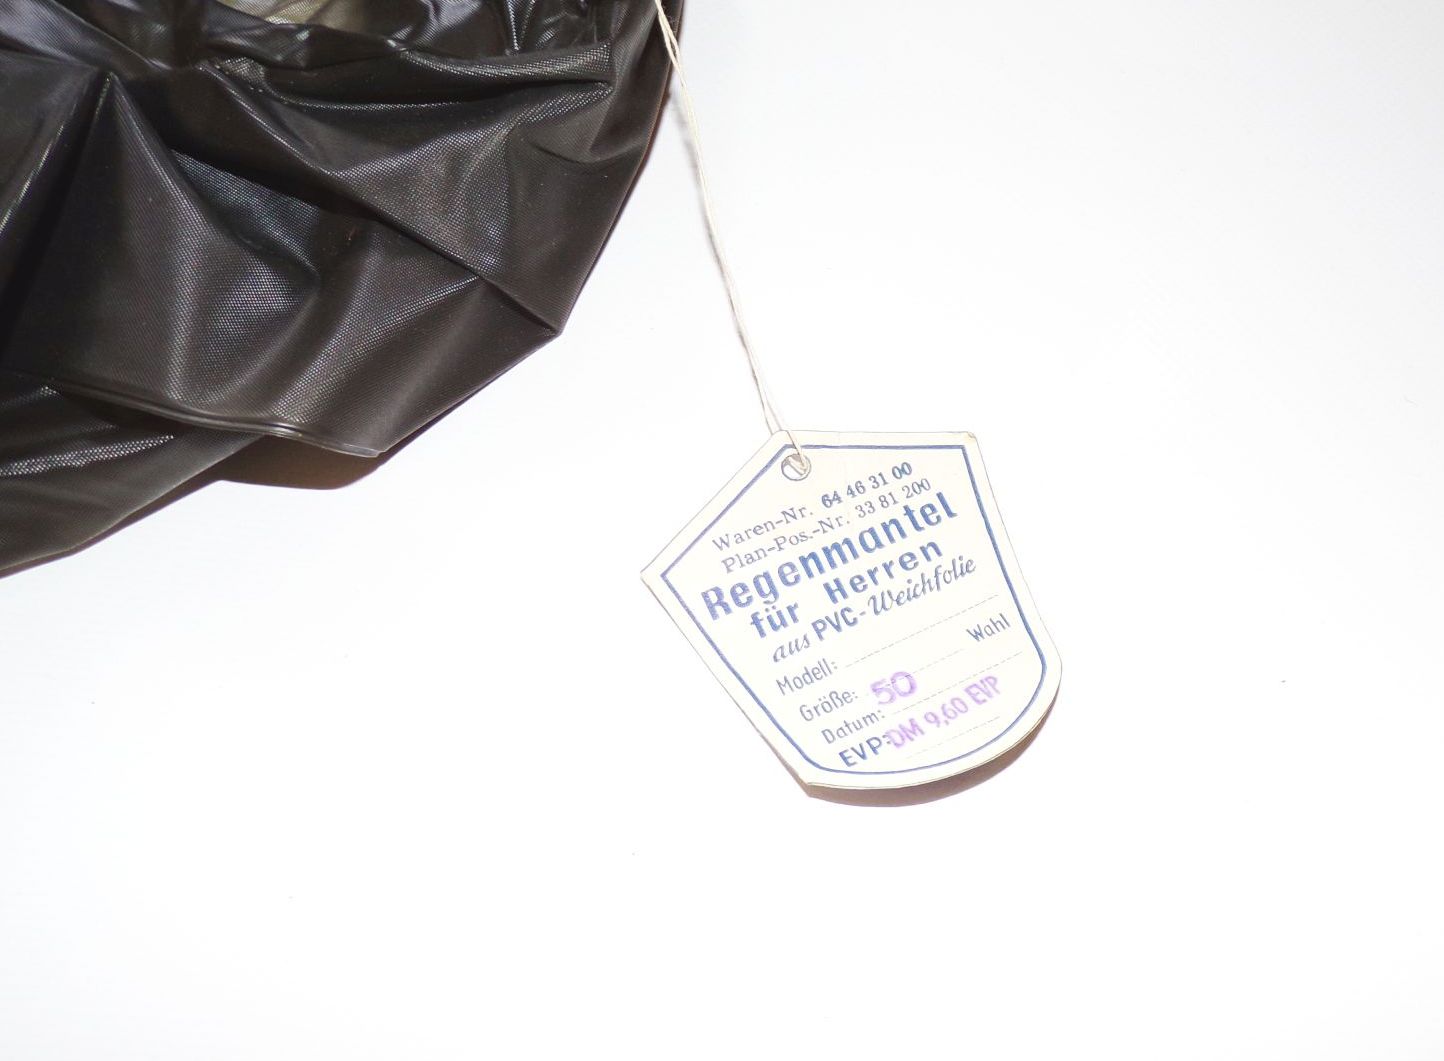 Waren-Nr. 64 46 31 00
Plan-Pos.-Nr. 33 81 200
Regenmantel
für Herren
aus PVC-Weichfolie
Modell:
Wahl
Größe: 50
Datum:
EVP: DM 9,60 EVP